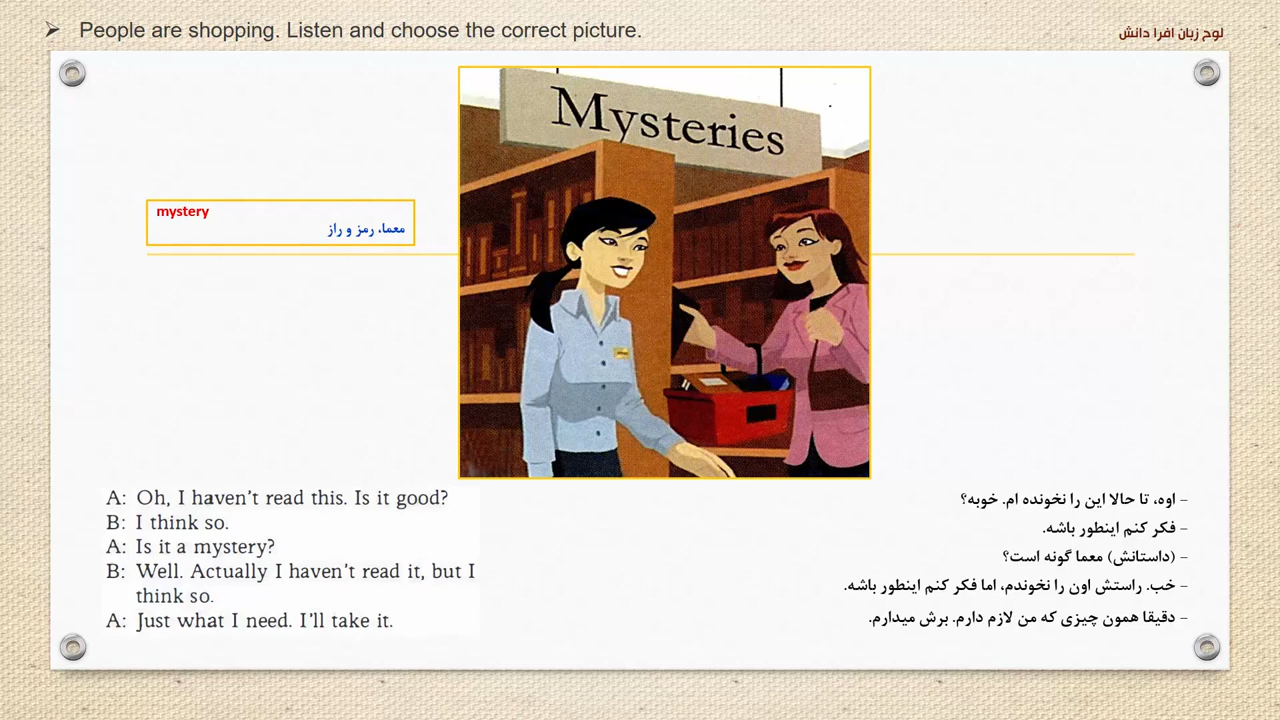 ➢ People are shopping. Listen and choose the correct picture.
لوح زبان افرا دانش
Mysteries
mystery
معما، رمز و راز
A: Oh, I haven't read this. Is it good?
B: I think so.
A: Is it a mystery?
B: Well. Actually I haven't read it, but I
think so.
A: Just what I need. I'll take it.
– اوه، تا حالا این را نخونده ام. خوبه؟
– فکر کنم اینطور باشه.
– (داستانش) معما گونه است؟
– خب. راستش اون را نخوندم، اما فکر کنم اینطور باشه.
– دقیقا همون چیزی که من لازم دارم. برش میدارم.